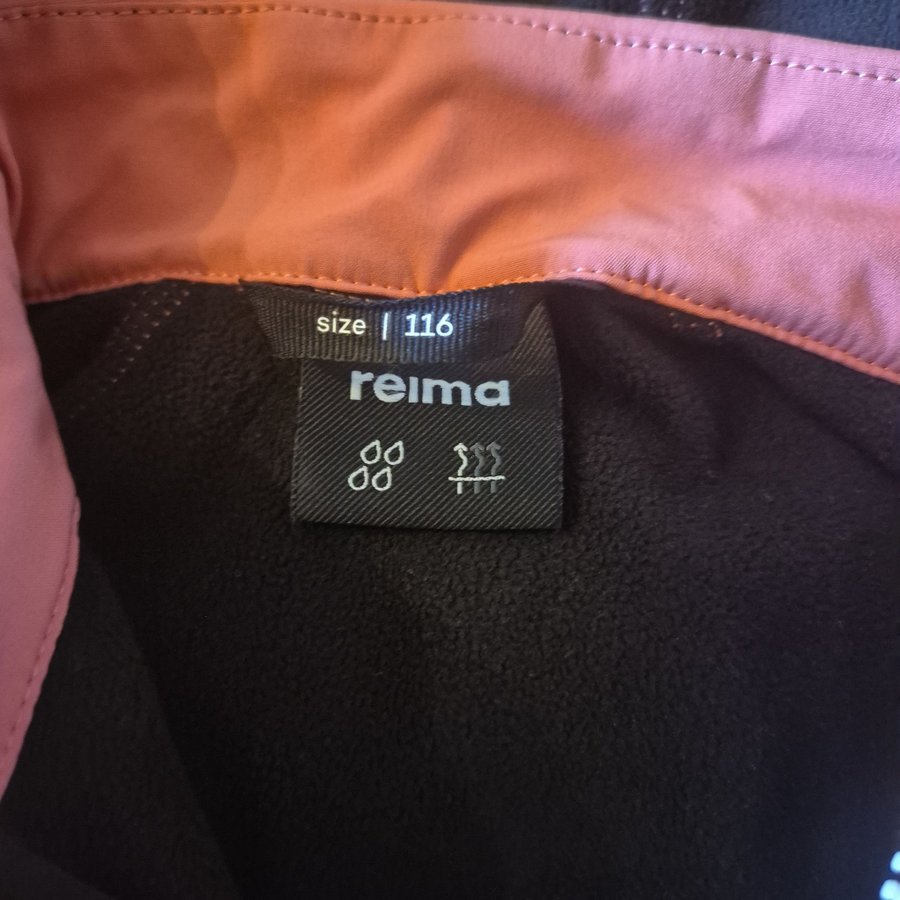 size | 116
reima